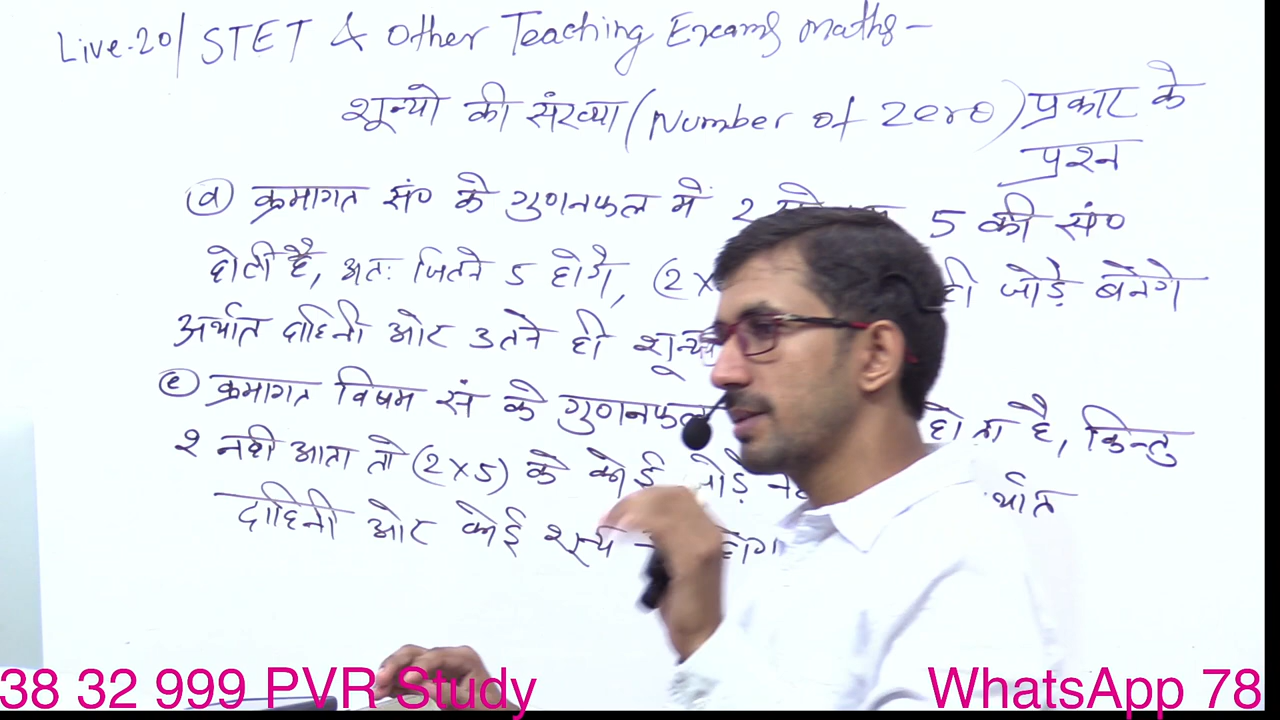 Live-20/ STET & Other Teaching Exams maths-
शून्यो की संख्या (Number of Zero) प्रकार के
प्रश्न
(a) क्रमागत सं० के गुणनफल में 2 5 की सं०
होती है, अतः जितने 5 होगें, (2× ही जोड़े बनेंगे
अर्थात दाहिनी ओर उतने ही
(e) क्रमागत विषम सं के गुणनफल होता है, किन्तु
2 नही आता तो (2×5) के कोई जोड़े
दाहिनी ओर कोई शून्य
38 32 999 PVR Study WhatsApp 78